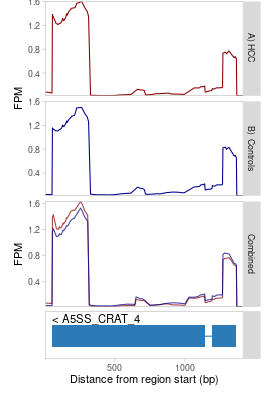 1.6
1.2
0.8
0.4
FPM
A) HCC
1.6
1.2
0.8
0.4
B) Controls
1.6
1.2
0.8
0.4
FPM
Combined
< A5SS_CRAT_4
500
1000
Distance from region start (bp)